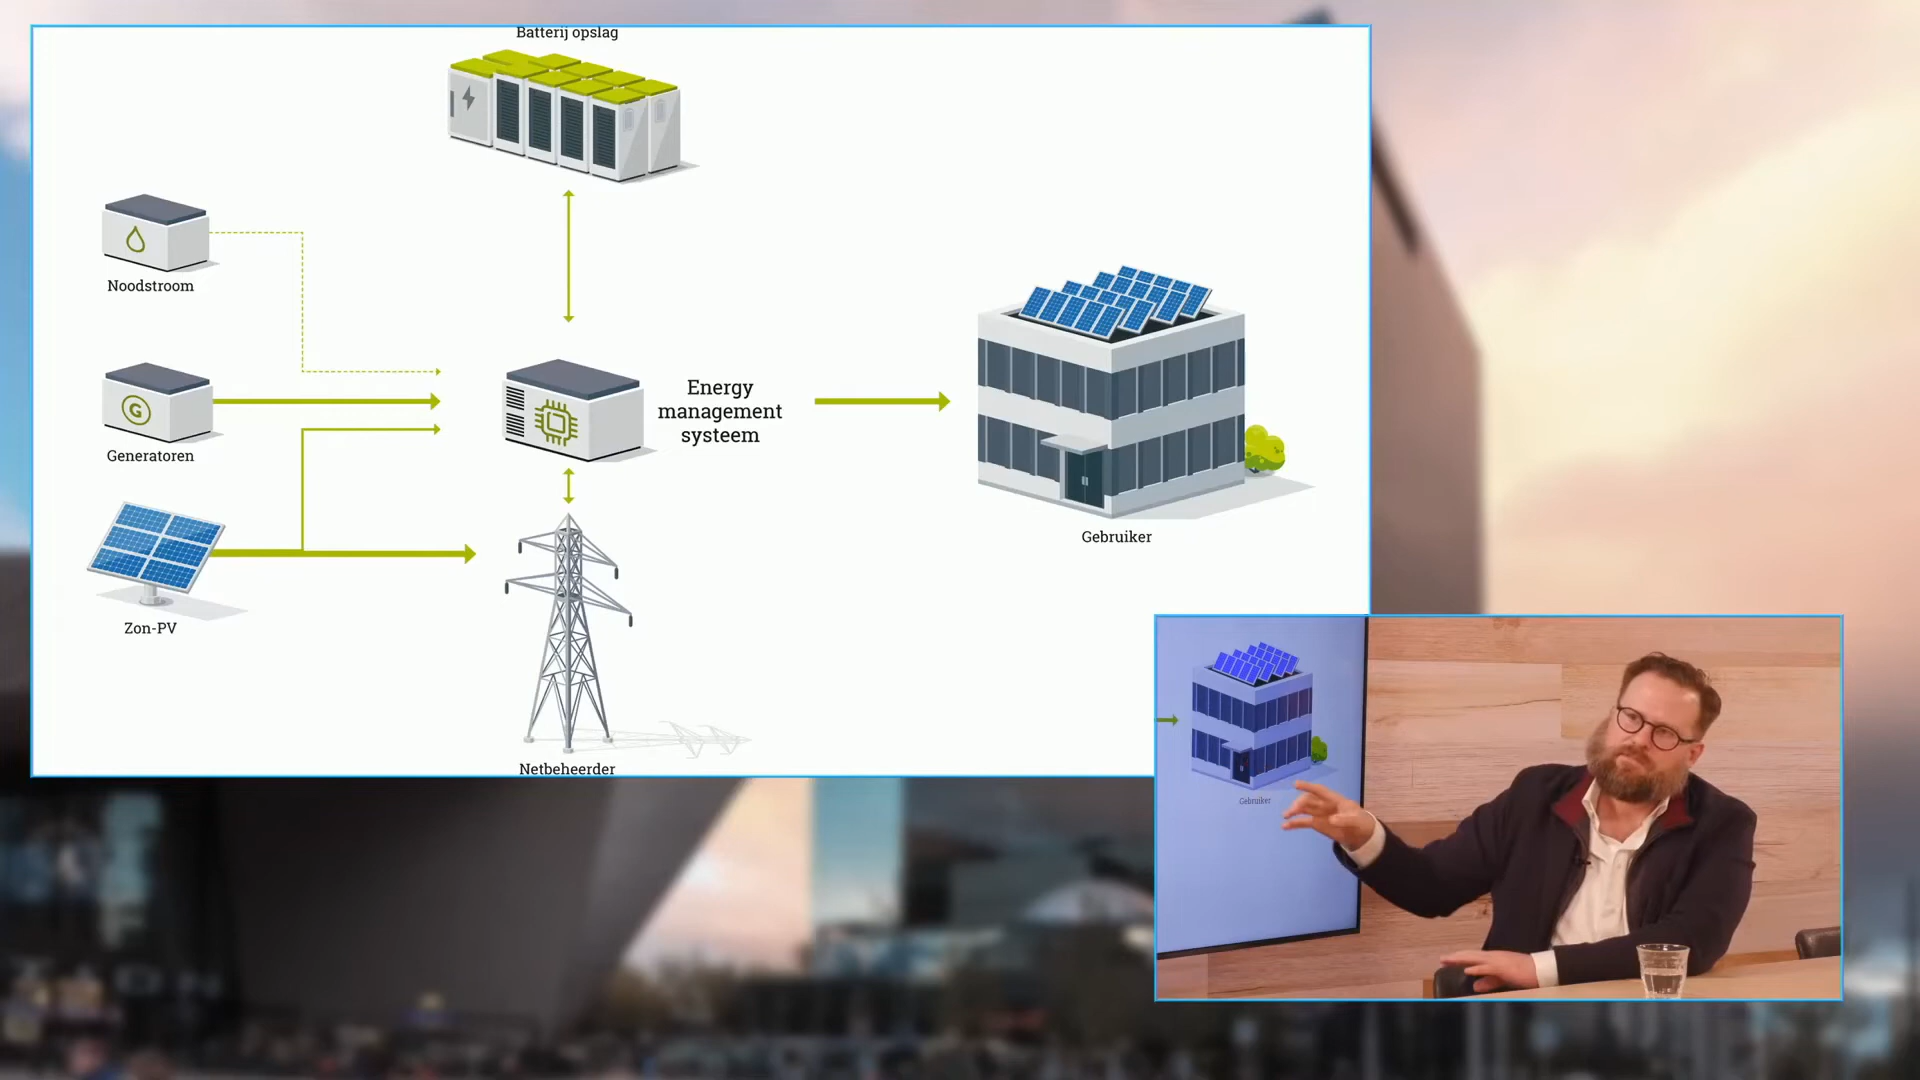 Batterij opslag
Noodstroom
G
Generatoren
Energy
management
systeem
Gebruiker
Zon-PV
Netbeheerder
Gebruiker